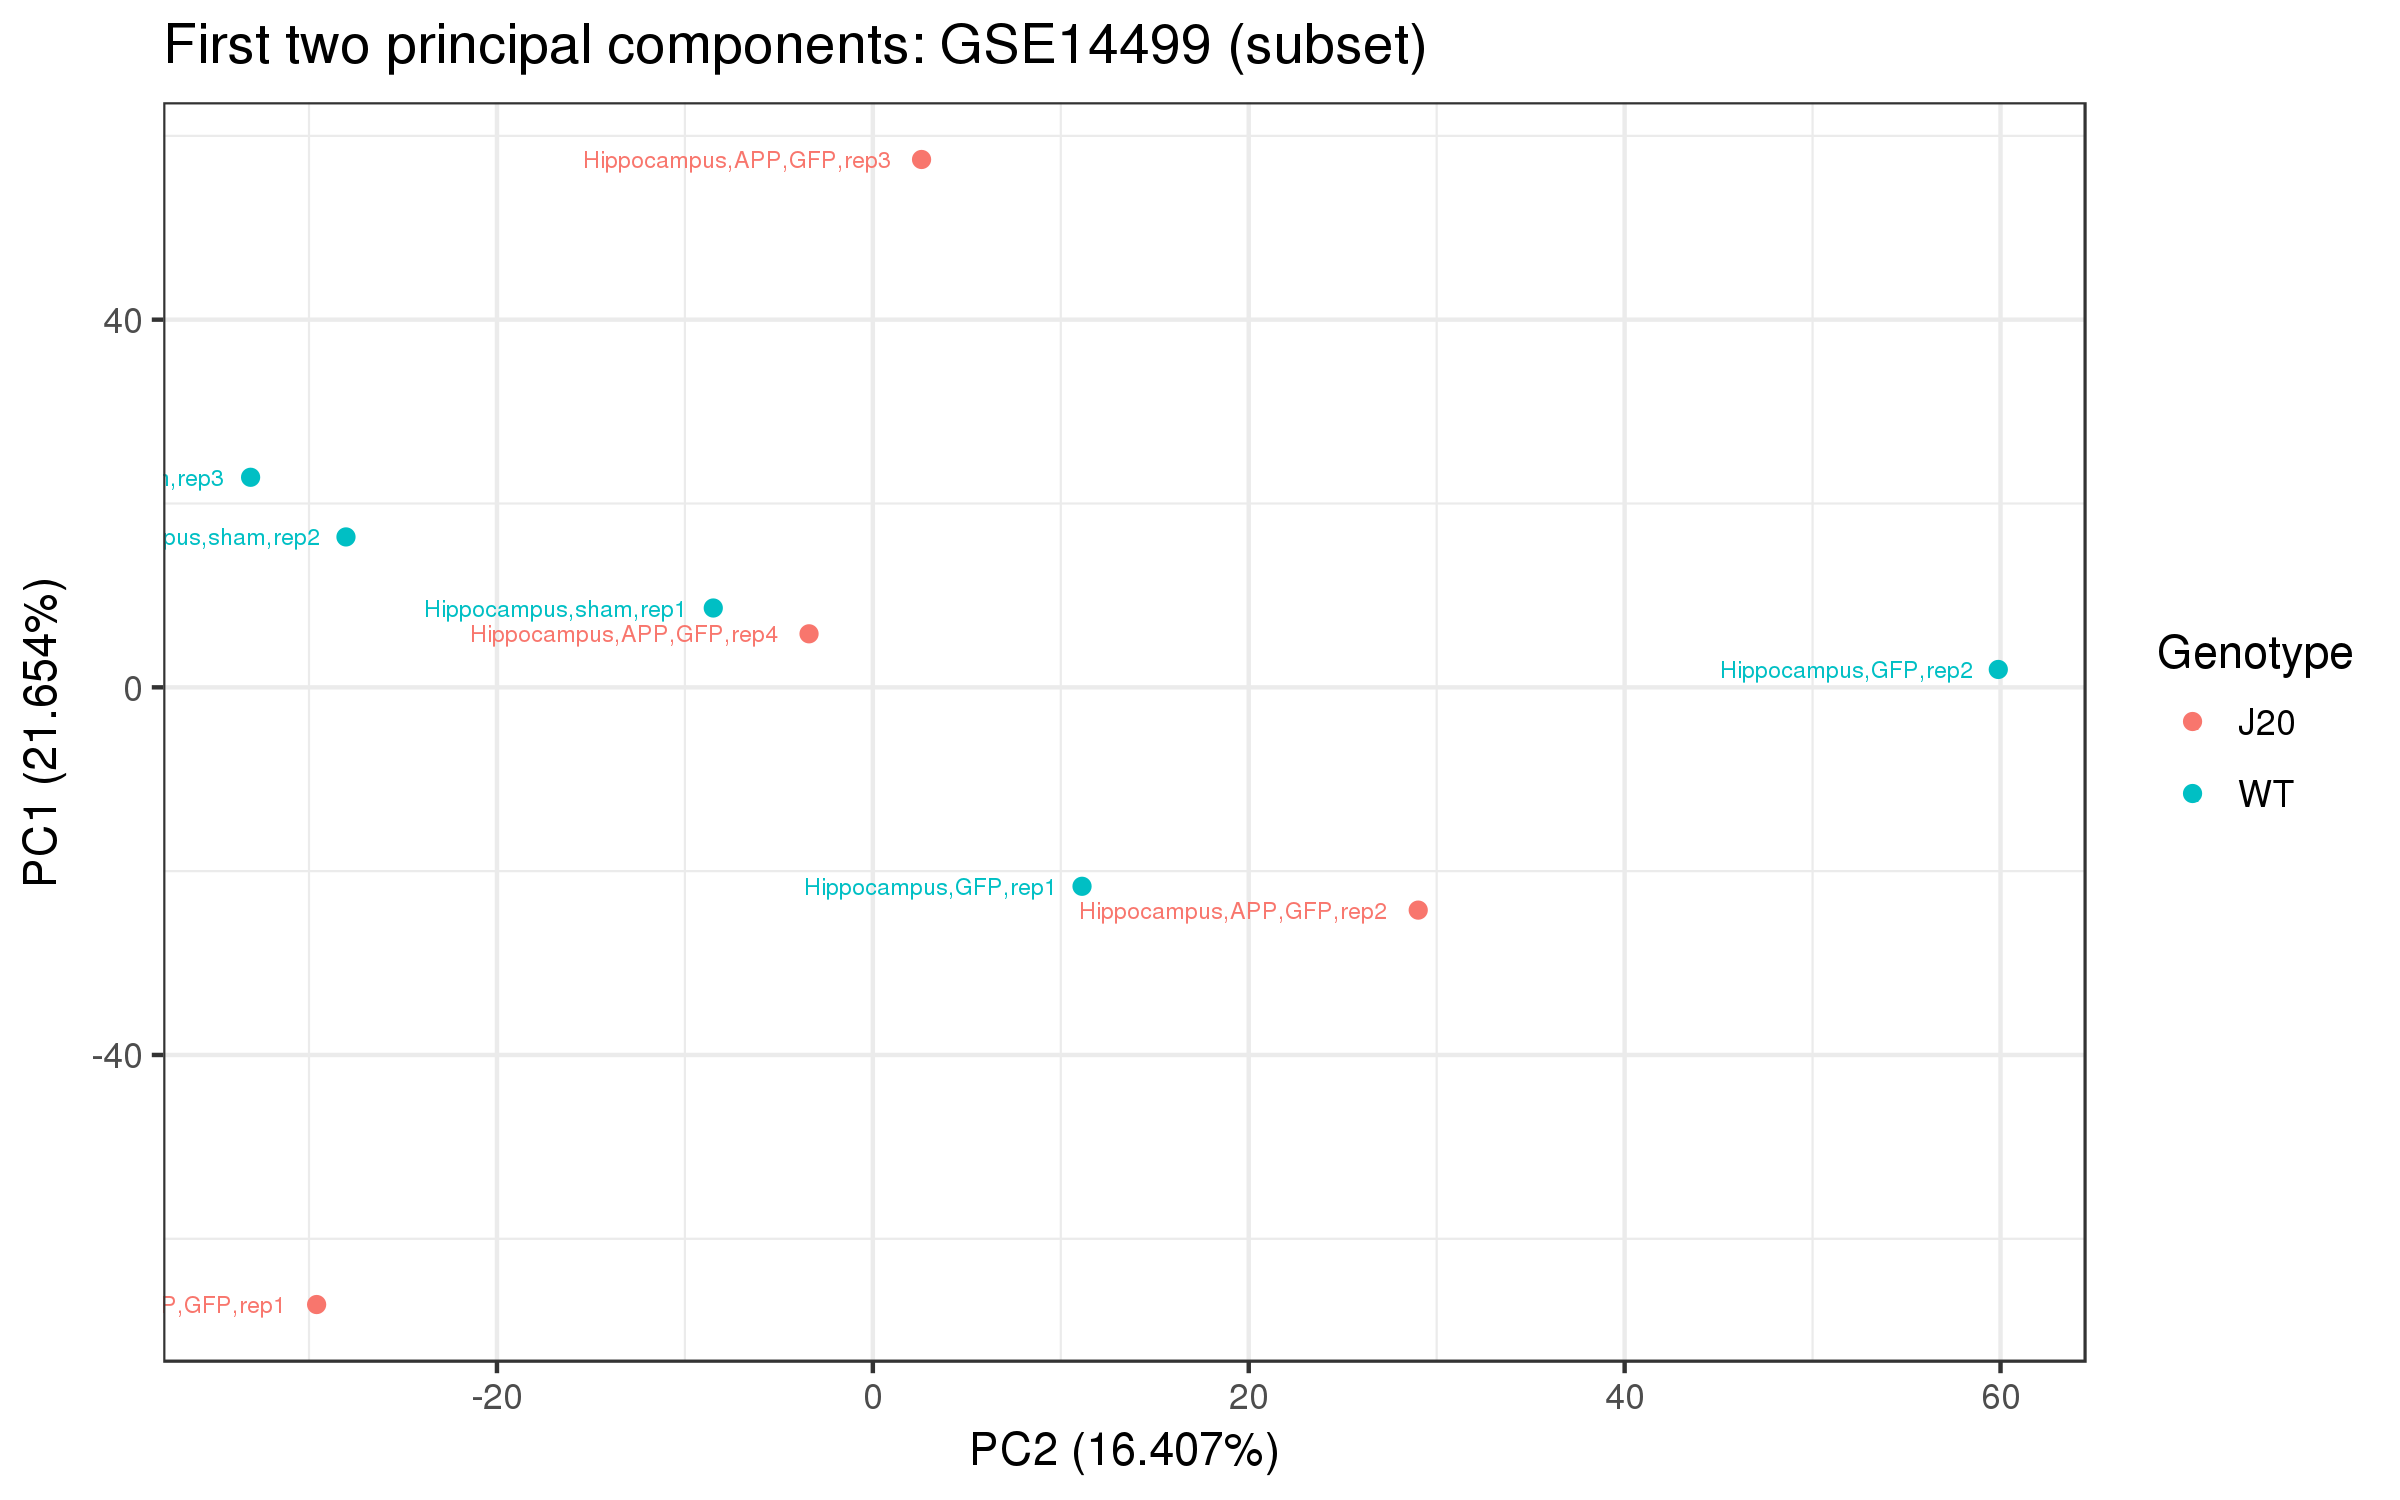 First two principal components: GSE14499 (subset)
Hippocampus,APP,GFP,rep3
40
,rep3
pus,sham,rep2
Hippocampus,sham,rep1
Hippocampus,APP,GFP,rep4
Hippocampus,GFP,rep2
0
Genotype
J20
WT
PC1 (21.654%)
Hippocampus,GFP,rep1
Hippocampus,APP,GFP,rep2
-40
P,GFP,rep1
-20
0
20
40
60
PC2 (16.407%)